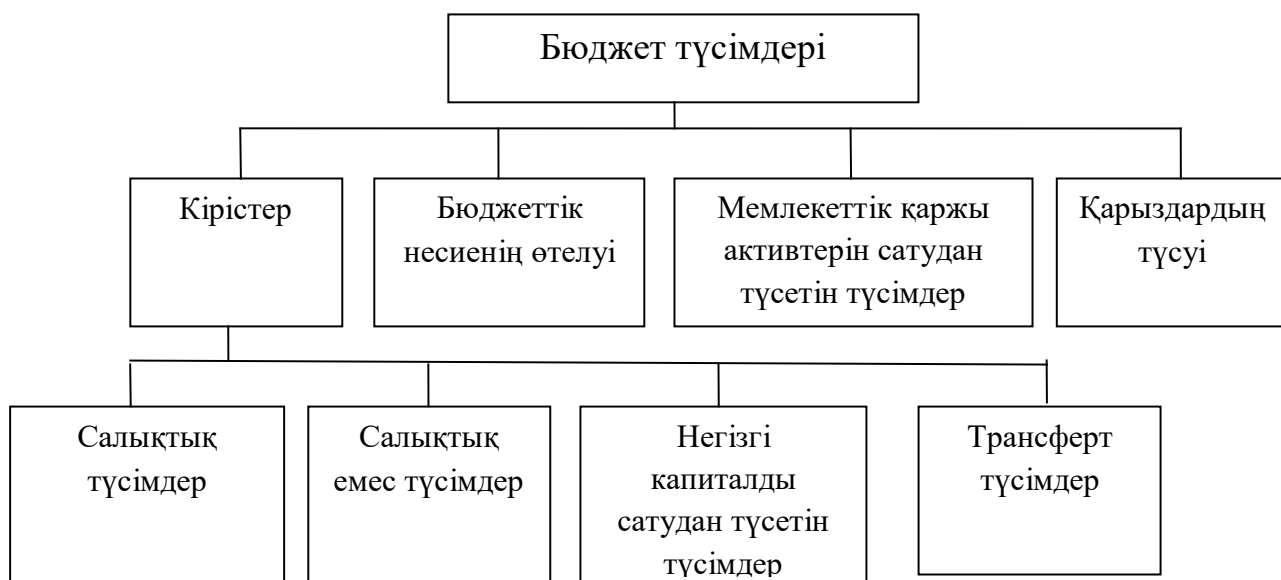 Бюджет түсімдері
Кірістер
Бюджеттік
несиенің өтелуі
Мемлекеттік қаржы
активтерін сатудан
түсетін түсімдер
Қарыздардың
түсуі
Салықтық
түсімдер
Салықтық
емес түсімдер
Негізгі
капиталды
сатудан түсетін
түсімдер
Трансферт
түсімдер